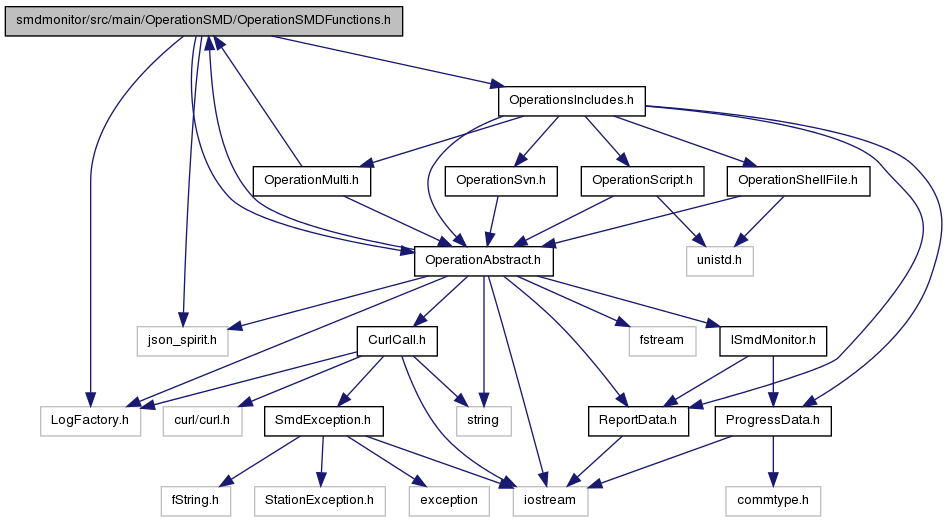 smdmonitor/src/main/OperationSMD/OperationSMDFunctions.h
OperationsIncludes.h
OperationMulti.h
OperationSvn.h
OperationScript.h
OperationShellFile.h
OperationAbstract.h
unistd.h
json_spirit.h
CurlCall.h
fstream
ISmdMonitor.h
LogFactory.h
curl/curl.h
SmdException.h
string
ReportData.h
ProgressData.h
fString.h
StationException.h
exception
iostream
commtype.h